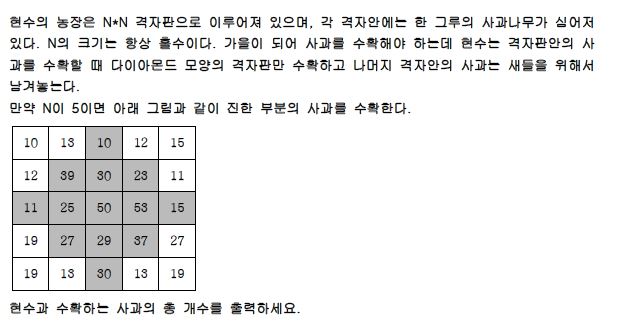 현수의 농장은 N*N 격자판으로 이루어져 있으며, 각 격자안에는 한 그루의 사과나무가 심어져
있다. N의 크기는 항상 홀수이다. 가을이 되어 사과를 수확해야 하는데 현수는 격자판안의 사
과를 수확할 때 다이아몬드 모양의 격자판만 수확하고 나머지 격자안의 사과는 새들을 위해서
남겨놓는다.
만약 N이 5이면 아래 그림과 같이 진한 부분의 사과를 수확한다.
10 13 10 12 15
12 39 30 23 11
11 25 50 53 15
19 27 29 37 27
19 13 30 13 19
현수과 수확하는 사과의 총 개수를 출력하세요.